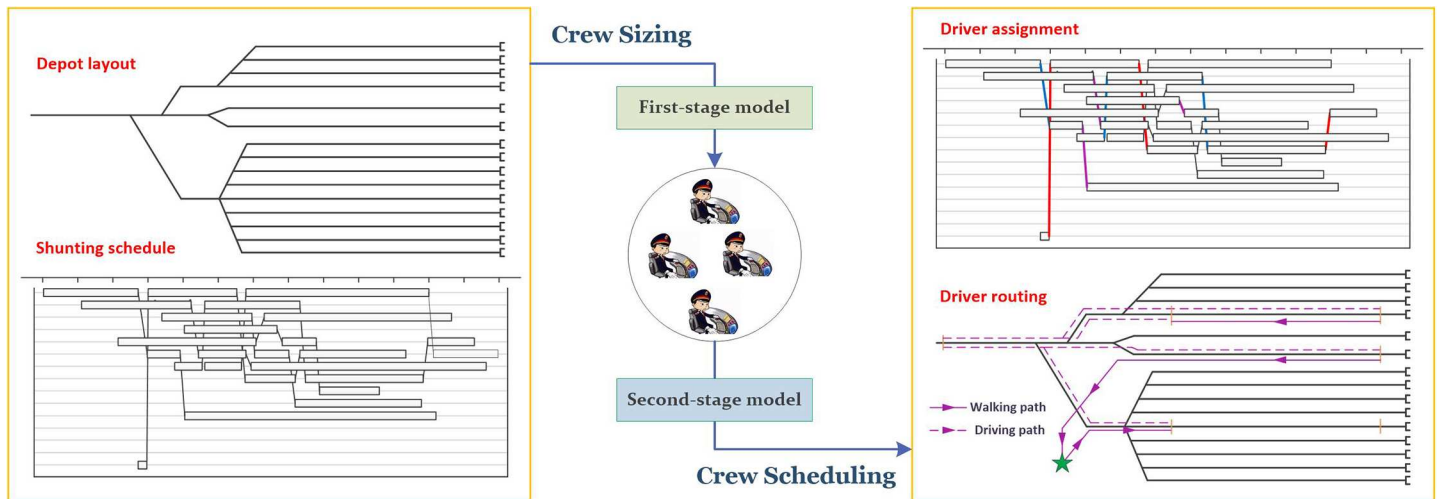 Depot layout
Shunting schedule
Crew Sizing
First-stage model
Second-stage model
Crew Scheduling
Driver assignment
Driver routing
Walking path
Driving path